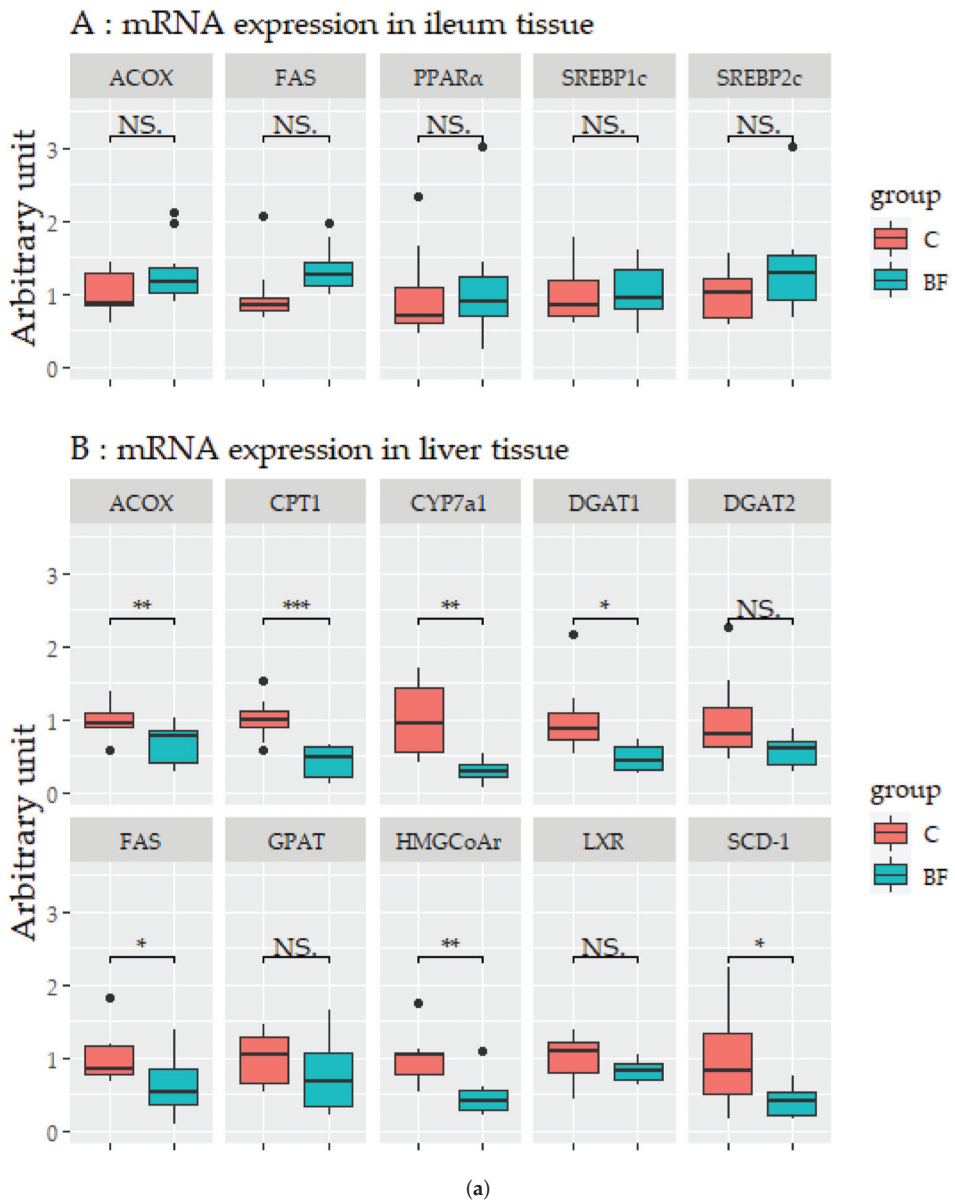 A : mRNA expression in ileum tissue
ACOX FAS PPARα SREBP1c SREBP2c
NS. NS. NS. NS. NS.
Arbitrary unit
3
2
1
0
group
C
BF
B : mRNA expression in liver tissue
ACOX CPT1 CYP7a1 DGAT1 DGAT2
** *** ** * NS.
Arbitrary unit
3
2
1
0
FAS GPAT HMGCoAr LXR SCD-1
* NS. ** NS. *
3
2
1
0
group
C
BF
(a)